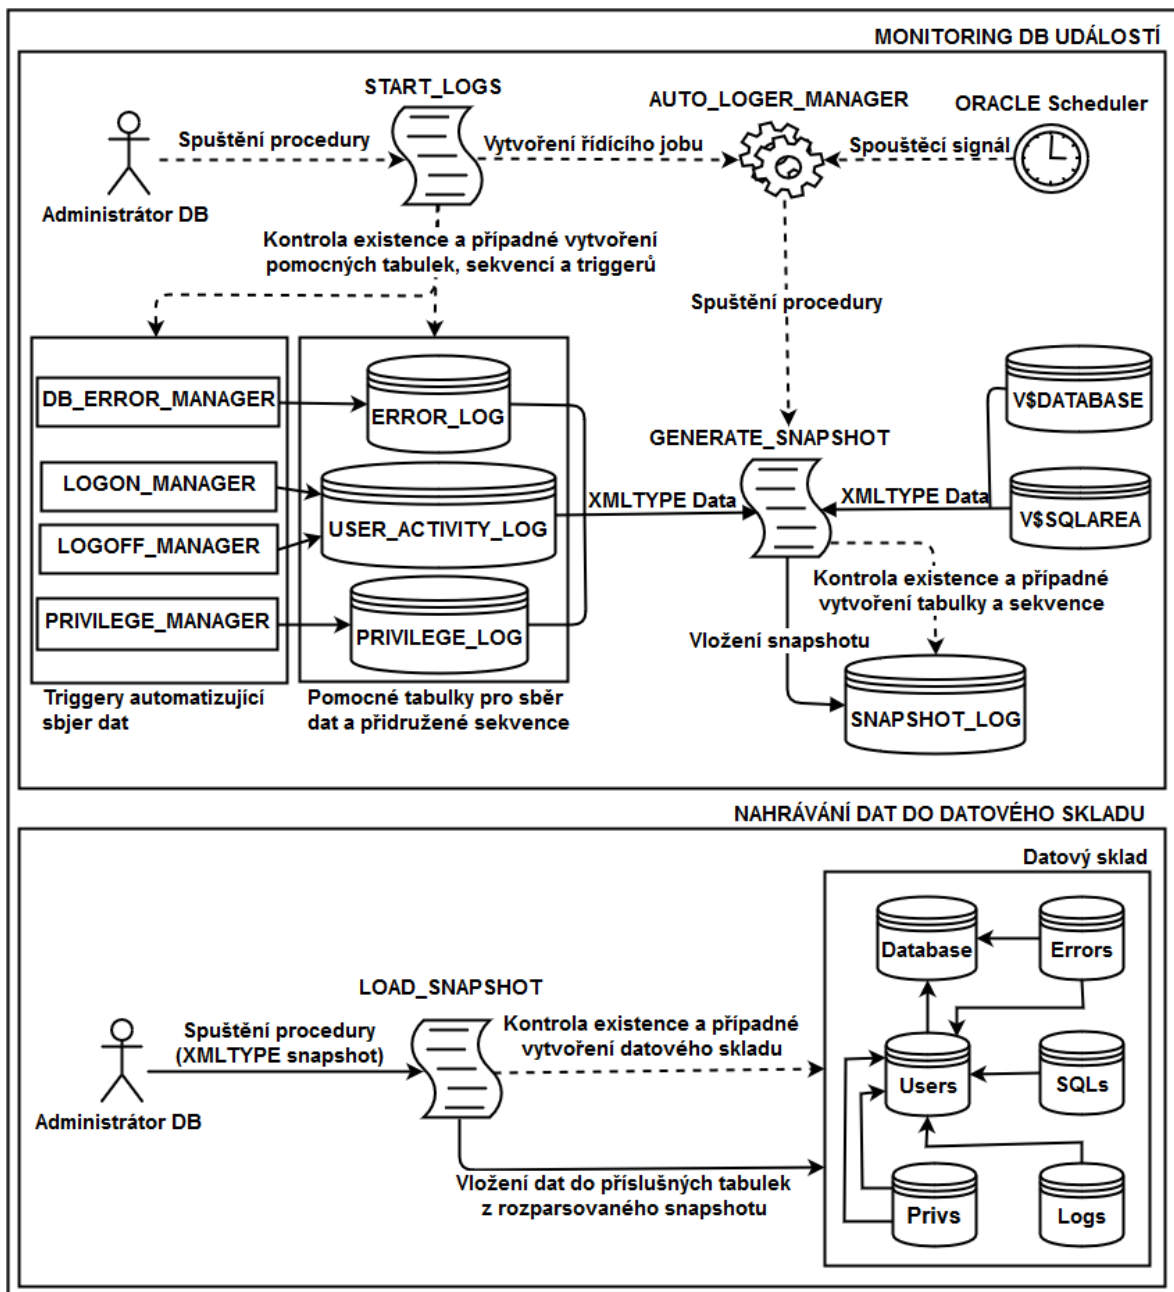 MONITORING DB UDÁLOSTÍ
START_LOGS
AUTO_LOGER_MANAGER
ORACLE Scheduler
Spuštění procedury
Vytvoření řídícího jobu
Spouštěcí signál
Administrátor DB
Kontrola existence a případné vytvoření
pomocných tabulek, sekvencí a triggerů
Spuštění procedury
DB_ERROR_MANAGER
ERROR_LOG
V$DATABASE
GENERATE_SNAPSHOT
LOGON_MANAGER
XMLTYPE Data
XMLTYPE Data
USER_ACTIVITY_LOG
V$SQLAREA
LOGOFF_MANAGER
Kontrola existence a případné
vytvoření tabulky a sekvence
PRIVILEGE_MANAGER
PRIVILEGE_LOG
Vložení snapshotu
Triggery automatizující
sbjer dat
Pomocné tabulky pro sběr
dat a přidružené sekvence
SNAPSHOT_LOG
NAHRÁVÁNÍ DAT DO DATOVÉHO SKLADU
Datový sklad
Database
Errors
LOAD_SNAPSHOT
Spuštění procedury
(XMLTYPE snapshot)
Kontrola existence a případné
vytvoření datového skladu
Users
SQLs
Administrátor DB
Vložení dat do příslušných tabulek
z rozparsovaného snapshotu
Privs
Logs